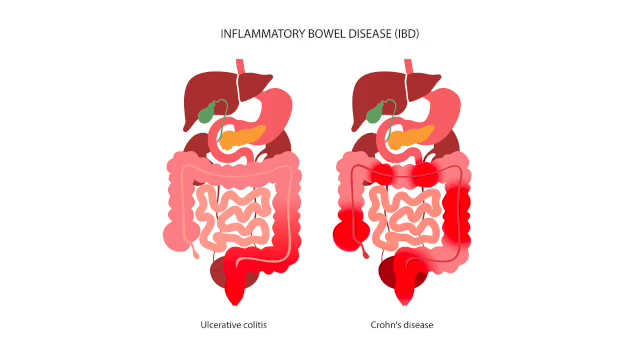 INFLAMMATORY BOWEL DISEASE (IBD)
Ulcerative colitis
Crohn's disease